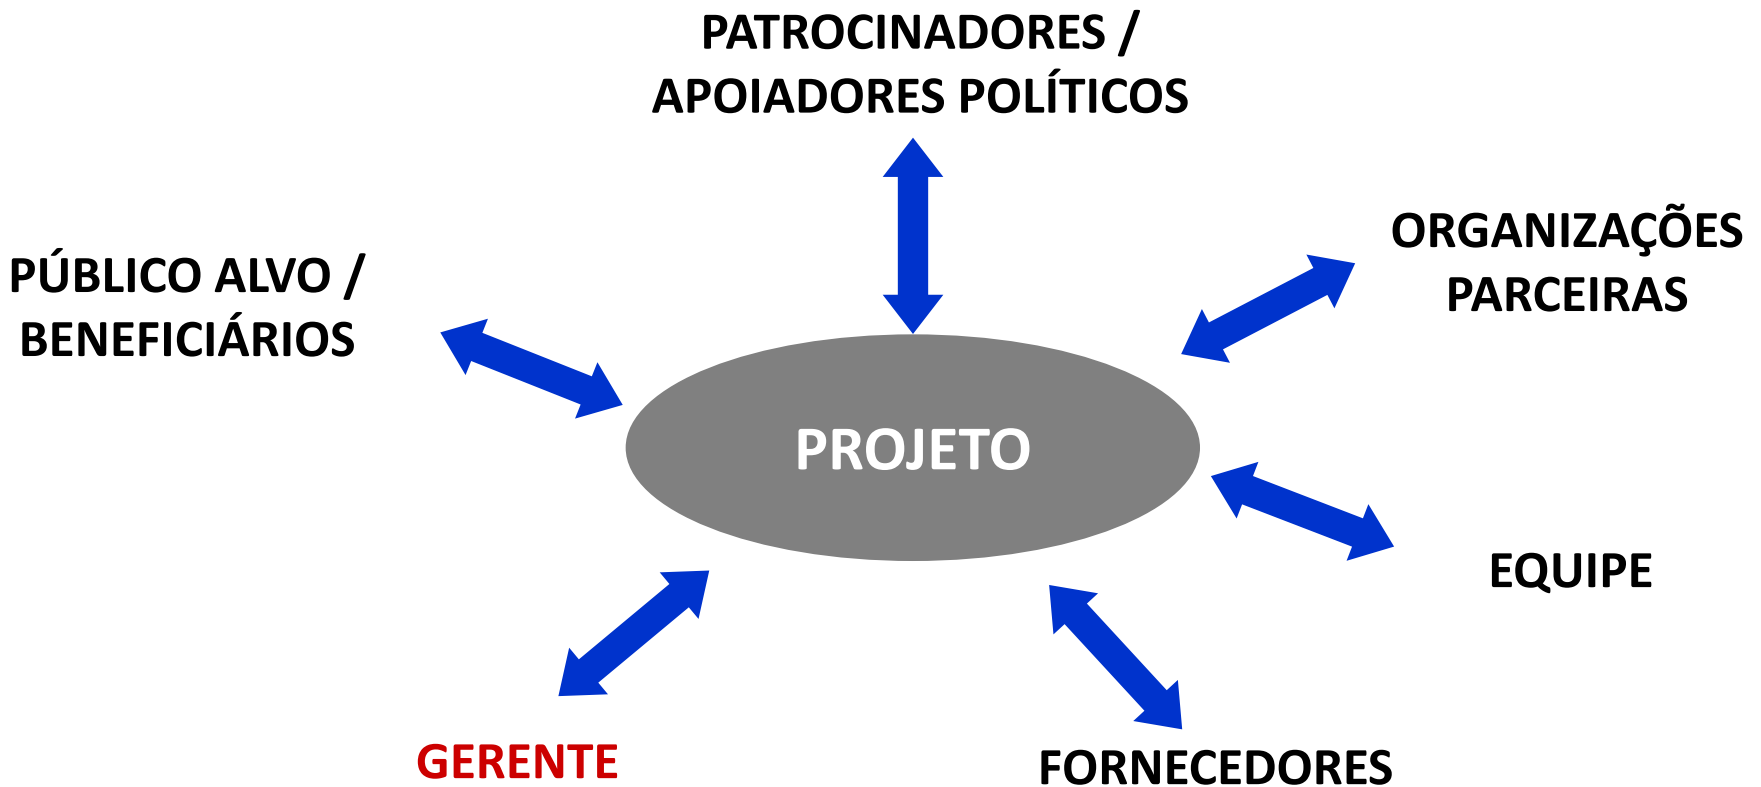 PATROCINADORES /
APOIADORES POLÍTICOS
ORGANIZAÇÕES
PARCEIRAS
PÚBLICO ALVO /
BENEFICIÁRIOS
PROJETO
EQUIPE
GERENTE
FORNECEDORES